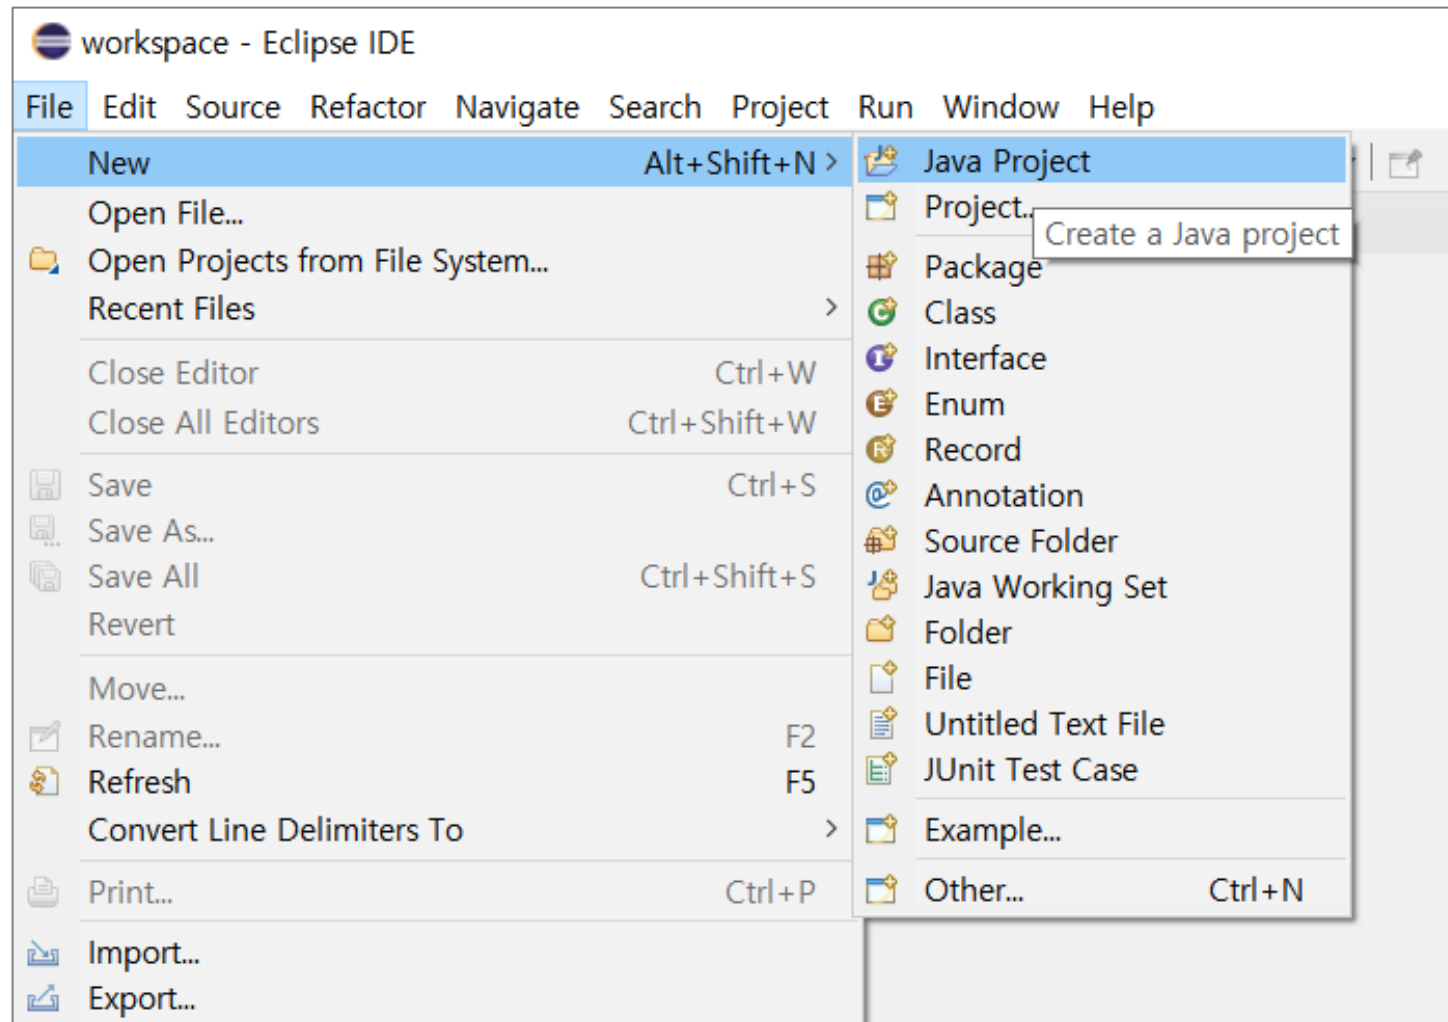 workspace - Eclipse IDE
File Edit Source Refactor Navigate Search Project Run Window Help
New Alt+Shift+N >
Open File...
Open Projects from File System...
Recent Files >
Close Editor Ctrl+W
Close All Editors Ctrl+Shift+W
Save Ctrl+S
Save As...
Save All Ctrl+Shift+S
Revert
Move...
Rename... F2
Refresh F5
Convert Line Delimiters To >
Print... Ctrl+P
Import...
Export...
Java Project
Project...
Create a Java project
Package
Class
Interface
Enum
Record
Annotation
Source Folder
Java Working Set
Folder
File
Untitled Text File
JUnit Test Case
Example...
Other... Ctrl+N